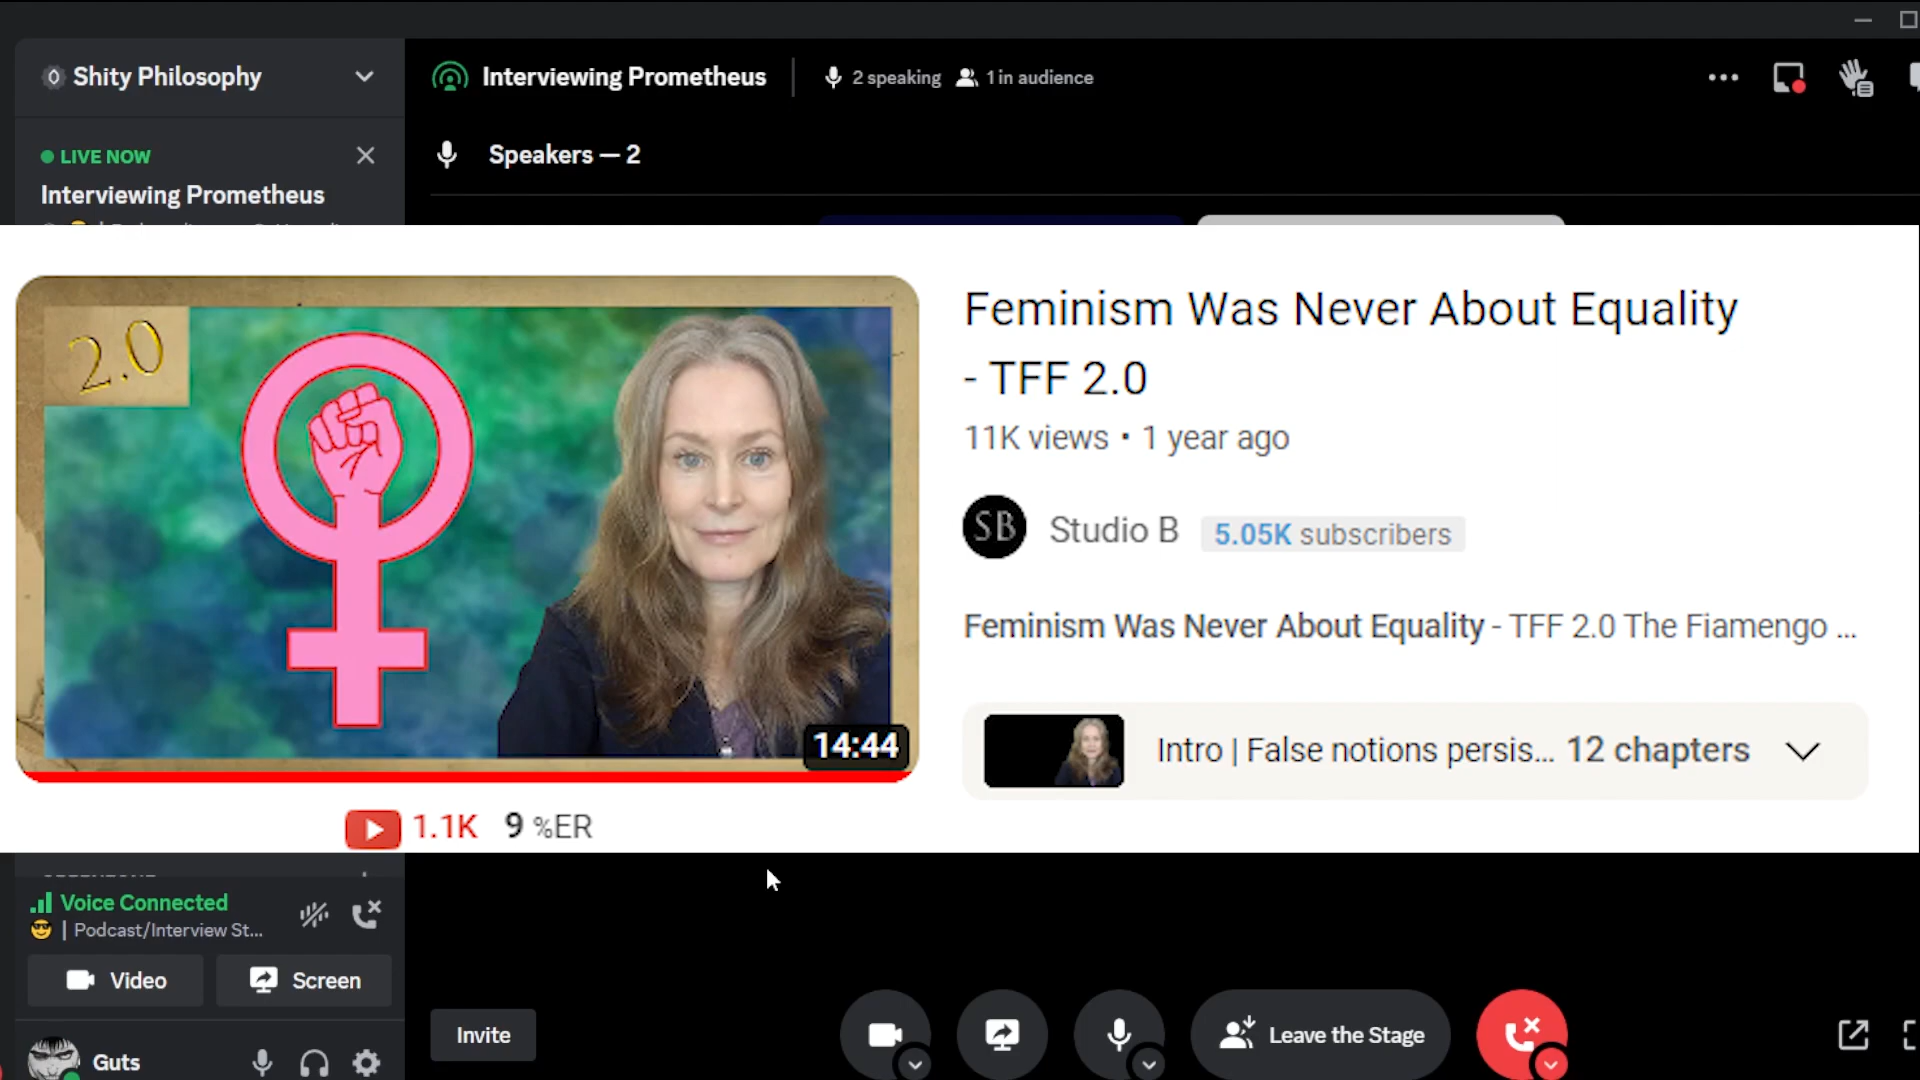 Shity Philosophy
LIVE NOW
Interviewing Prometheus
Interviewing Prometheus
2 speaking
1 in audience
Speakers — 2
2.0
14:44
1.1K 9 %ER
Feminism Was Never About Equality
- TFF 2.0
11K views • 1 year ago
SB
Studio B
5.05K subscribers
Feminism Was Never About Equality - TFF 2.0 The Fiamengo ...
Intro | False notions persis... 12 chapters
Voice Connected
| Podcast/Interview St...
Video
Screen
Guts
Invite
Leave the Stage